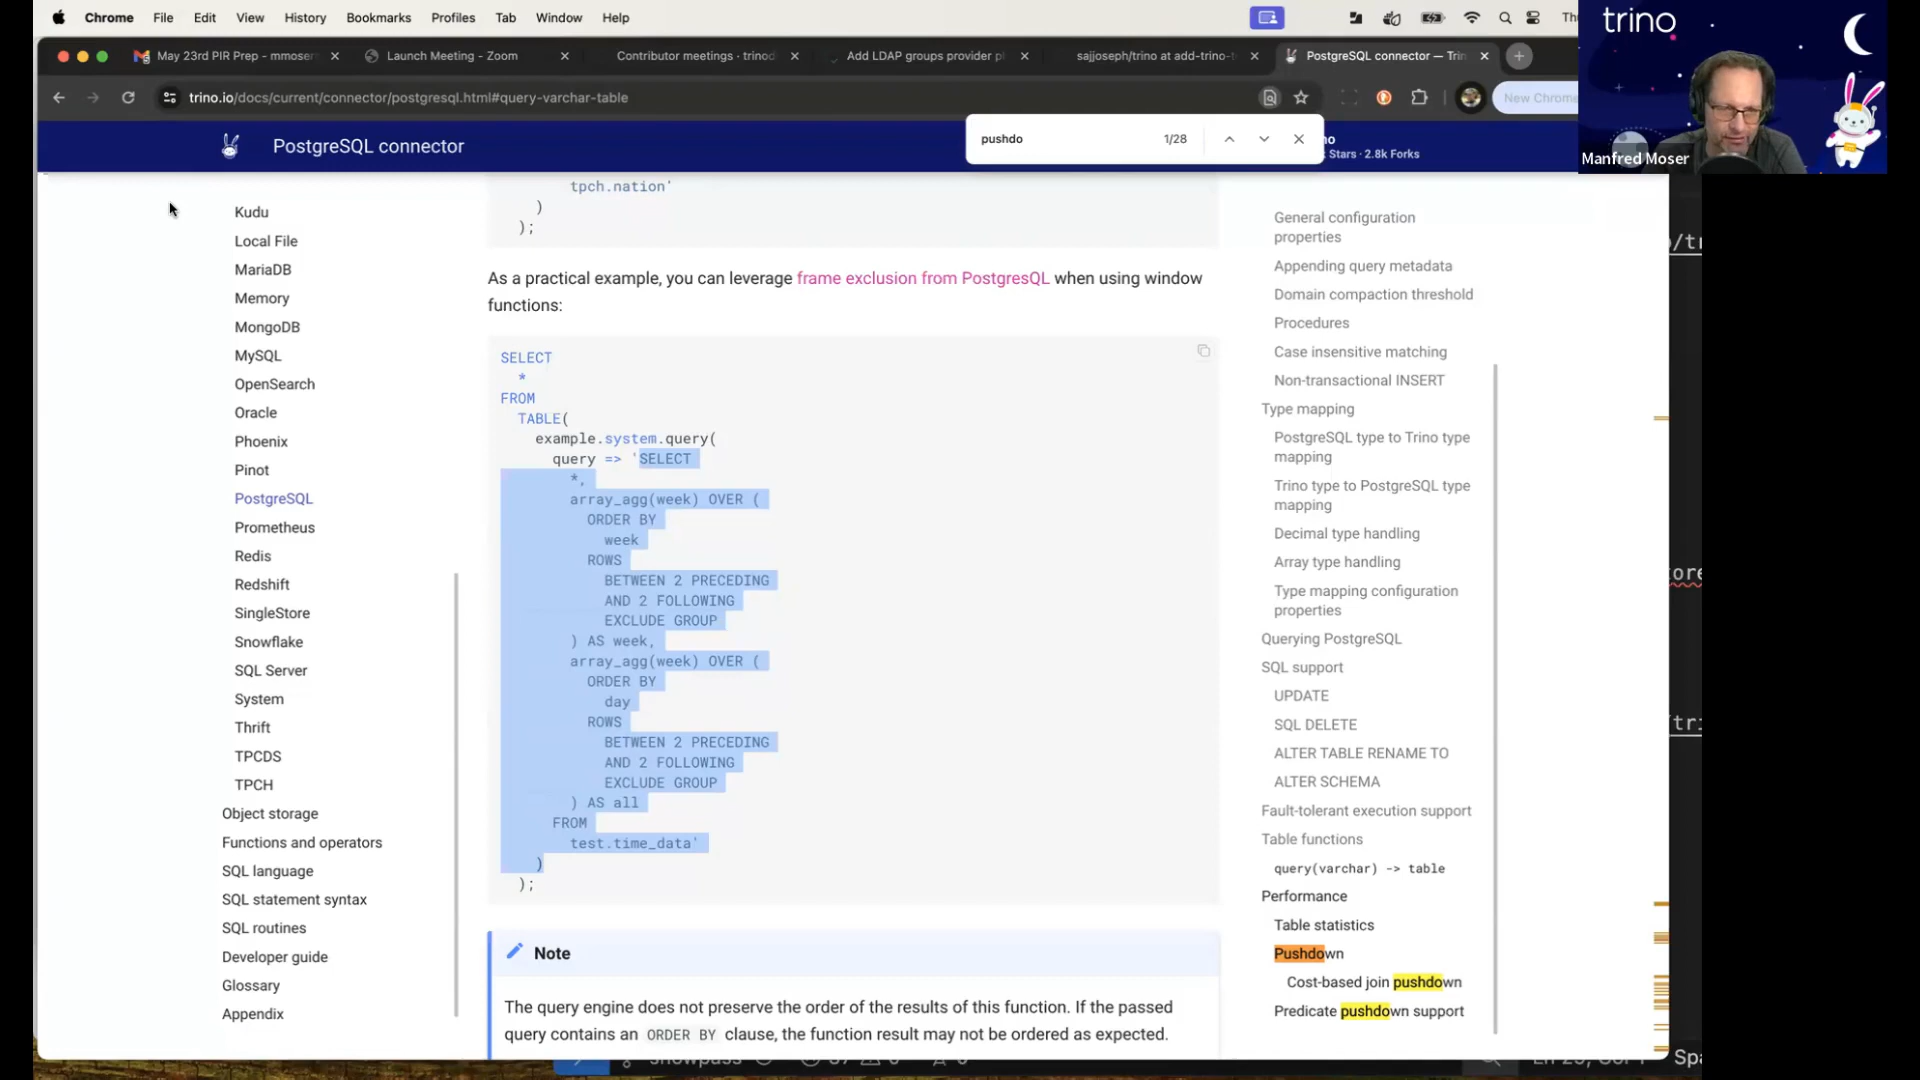 Chrome File Edit View History Bookmarks Profiles Tab Window Help
May 23rd PIR Prep - mmosern
Launch Meeting - Zoom
Contributor meetings · trinod
Add LDAP groups provider pl
sajjoseph/trino at add-trino-t
PostgreSQL connector — Trin
trino.io/docs/current/connector/postgresql.html#query-varchar-table
New Chrome
trino
Manfred Moser
PostgreSQL connector
pushdo 1/28
Stars · 2.8k Forks
Kudu
Local File
MariaDB
Memory
MongoDB
MySQL
OpenSearch
Oracle
Phoenix
Pinot
PostgreSQL
Prometheus
Redis
Redshift
SingleStore
Snowflake
SQL Server
System
Thrift
TPCDS
TPCH
Object storage
Functions and operators
SQL language
SQL statement syntax
SQL routines
Developer guide
Glossary
Appendix
tpch.nation'
)
);
As a practical example, you can leverage frame exclusion from PostgresQL when using window
functions:
SELECT
*
FROM
TABLE(
example.system.query(
query => 'SELECT
*,
array_agg(week) OVER (
ORDER BY
week
ROWS
BETWEEN 2 PRECEDING
AND 2 FOLLOWING
EXCLUDE GROUP
) AS week,
array_agg(week) OVER (
ORDER BY
day
ROWS
BETWEEN 2 PRECEDING
AND 2 FOLLOWING
EXCLUDE GROUP
) AS all
FROM
test.time_data'
)
);
Note
The query engine does not preserve the order of the results of this function. If the passed
query contains an ORDER BY clause, the function result may not be ordered as expected.
General configuration
properties
Appending query metadata
Domain compaction threshold
Procedures
Case insensitive matching
Non-transactional INSERT
Type mapping
PostgreSQL type to Trino type
mapping
Trino type to PostgreSQL type
mapping
Decimal type handling
Array type handling
Type mapping configuration
properties
Querying PostgreSQL
SQL support
UPDATE
SQL DELETE
ALTER TABLE RENAME TO
ALTER SCHEMA
Fault-tolerant execution support
Table functions
query(varchar) -> table
Performance
Table statistics
Pushdown
Cost-based join pushdown
Predicate pushdown support